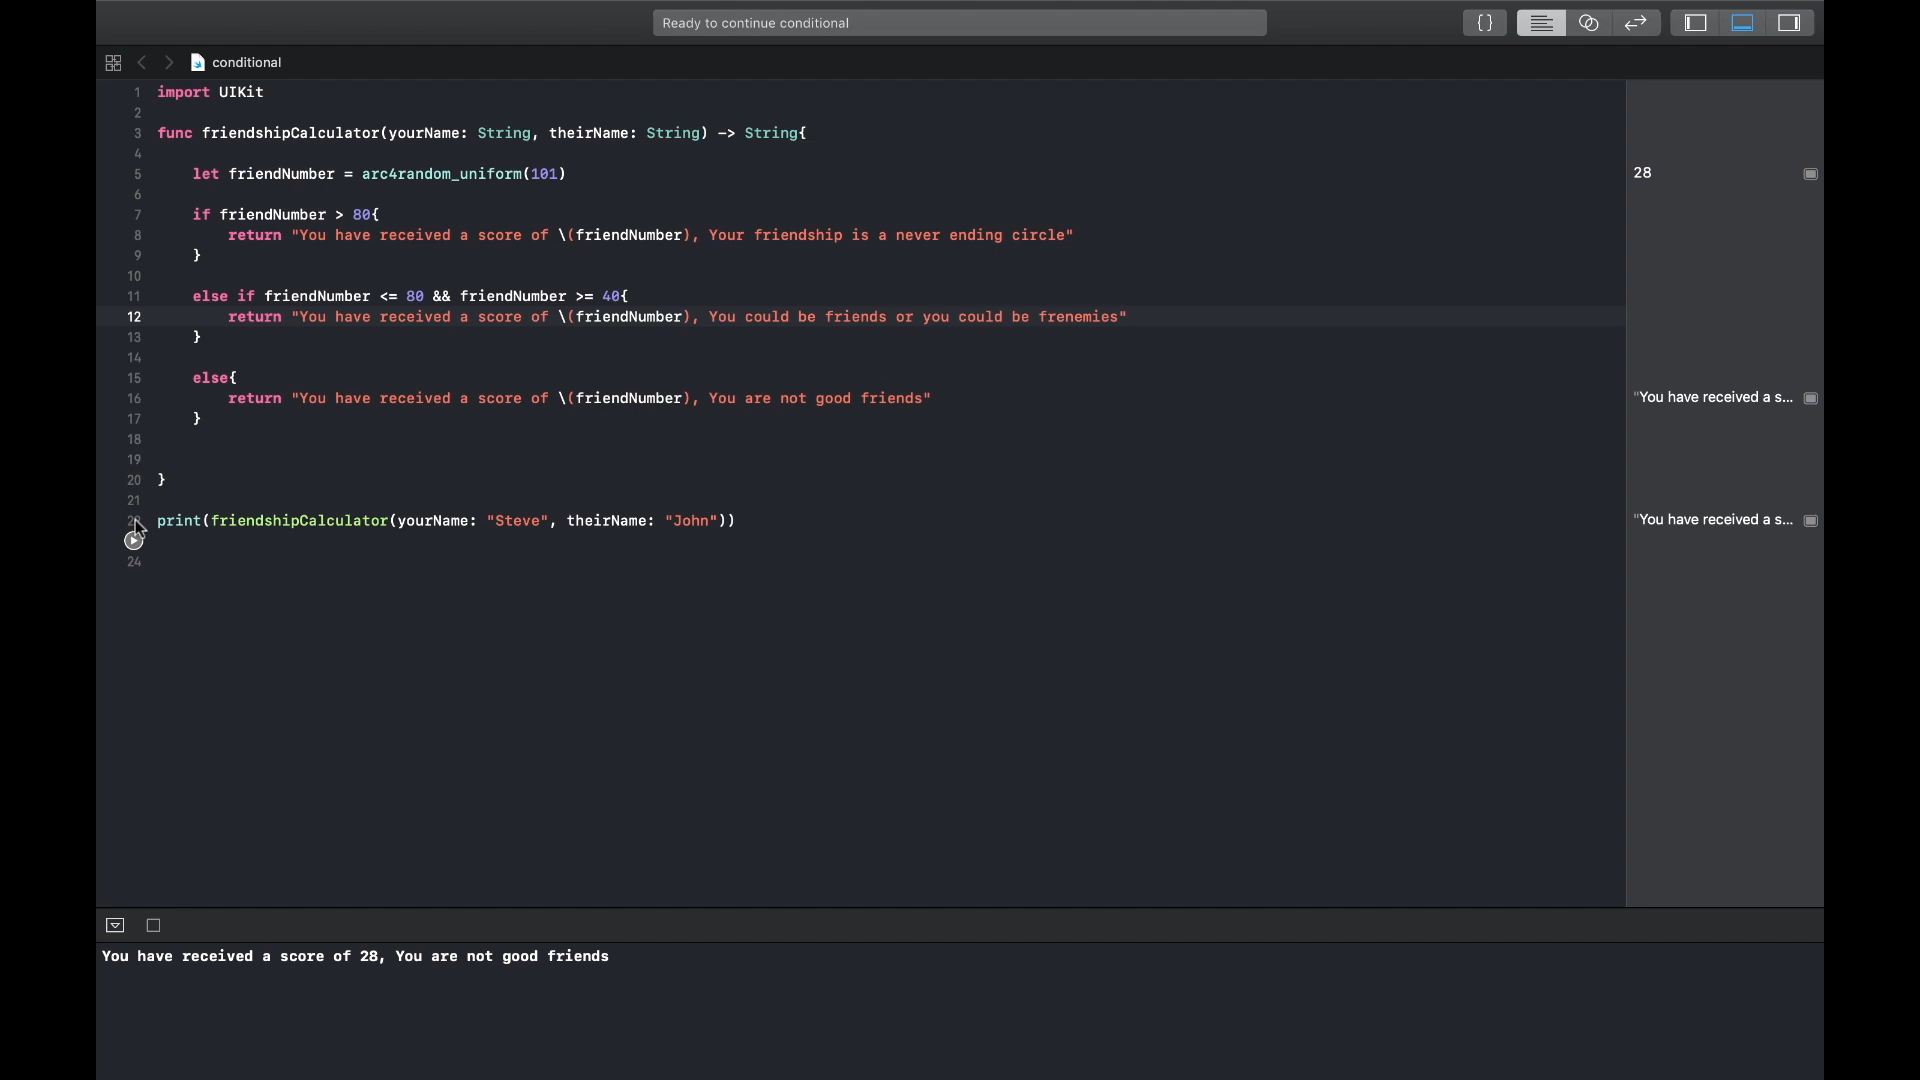 Ready to continue conditional
{}
conditional
1 import UIKit
2
3 func friendshipCalculator(yourName: String, theirName: String) -> String{
4
5 let friendNumber = arc4random_uniform(101)
28
6
7 if friendNumber > 80{
8 return "You have received a score of \(friendNumber), Your friendship is a never ending circle"
9 }
10
11 else if friendNumber <= 80 && friendNumber >= 40{
12 return "You have received a score of \(friendNumber), You could be friends or you could be frenemies"
13 }
14
15 else{
16 return "You have received a score of \(friendNumber), You are not good friends"
"You have received a s...
17 }
18
19
20 }
21
print(friendshipCalculator(yourName: "Steve", theirName: "John"))
"You have received a s...
24
You have received a score of 28, You are not good friends